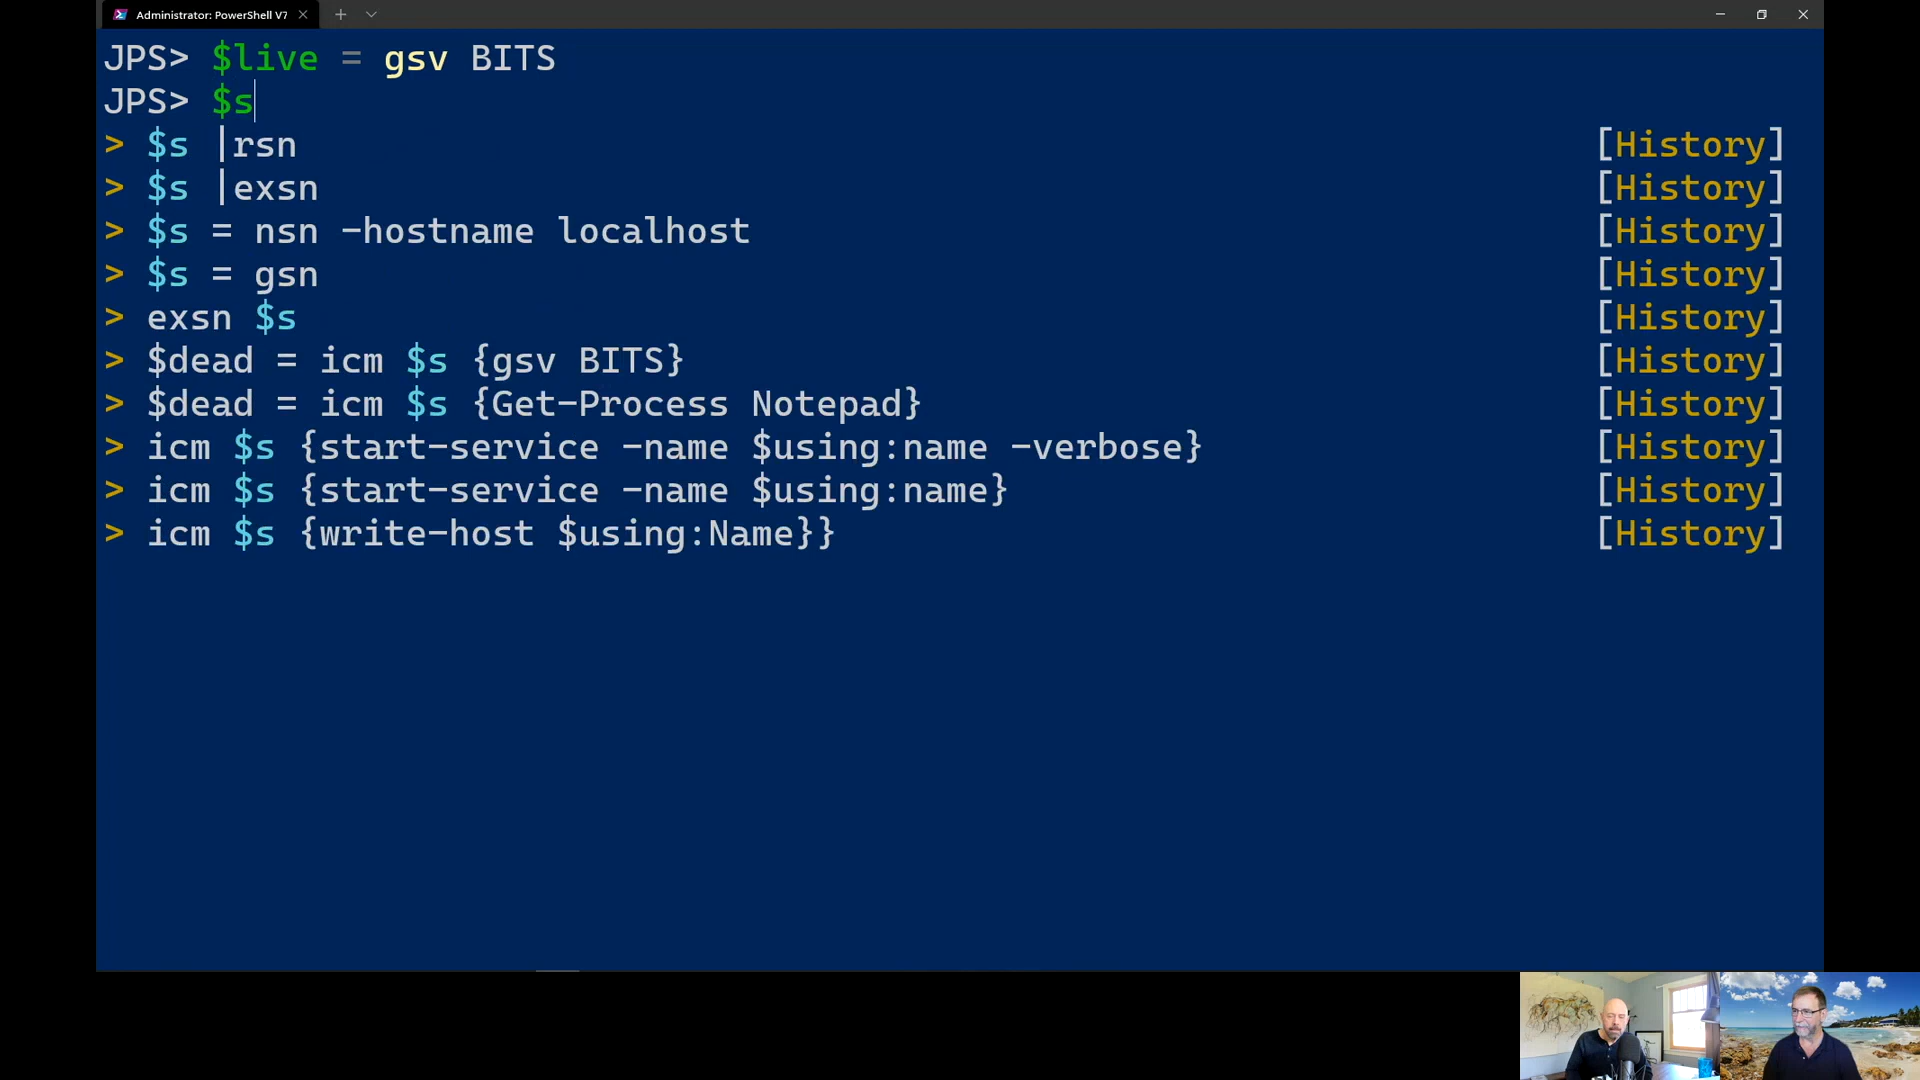 Administrator: PowerShell V7
JPS> $live = gsv BITS
JPS> $s
> $s |rsn [History]
> $s |exsn [History]
> $s = nsn -hostname localhost [History]
> $s = gsn [History]
> exsn $s [History]
> $dead = icm $s {gsv BITS} [History]
> $dead = icm $s {Get-Process Notepad} [History]
> icm $s {start-service -name $using:name -verbose} [History]
> icm $s {start-service -name $using:name} [History]
> icm $s {write-host $using:Name}} [History]